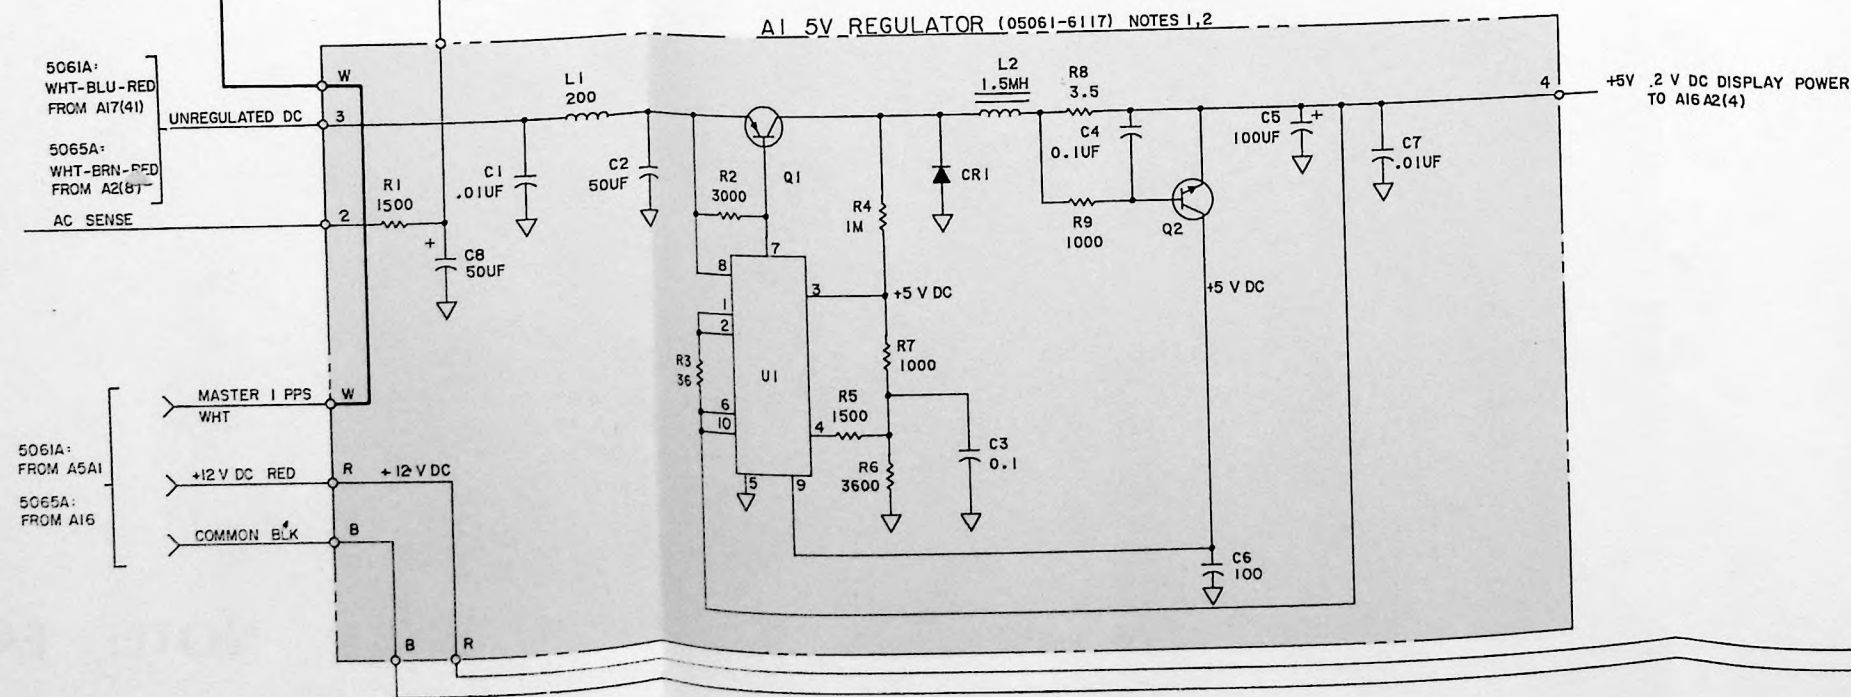 A1 5V REGULATOR (05061-6117) NOTES 1,2
5061A:
WHT-BLU-RED
FROM A17(41)
UNREGULATED DC
5065A:
WHT-BRN-RED
FROM A2(8)
AC SENSE
W
3
2
R1
1500
+
C8
50UF
C1
.01UF
L1
200
C2
50UF
R2
3000
Q1
R4
1M
CR1
L2
1.5MH
R8
3.5
C4
0.1UF
R9
1000
Q2
C5
100UF
+
C7
.01UF
4
+5V .2 V DC DISPLAY POWER
TO A16A2(4)
7
8
1
2
3
+5 V DC
+5 V DC
R3
36
U1
R7
1000
6
10
R5
1500
4
5
9
R6
3600
C3
0.1
C6
100
MASTER 1 PPS
WHT
W
5061A:
FROM A5A1
5065A:
FROM A16
+12 V DC RED
R
+12 V DC
COMMON BLK
B
B
R